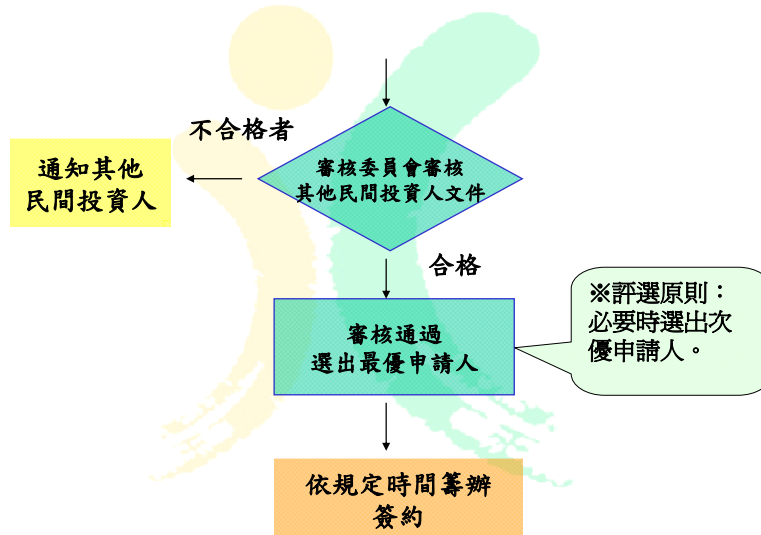 不合格者
通知其他
民間投資人
審核委員會審核
其他民間投資人文件
合格
審核通過
選出最優申請人
※評選原則：
必要時選出次
優申請人。
依規定時間籌辦
簽約